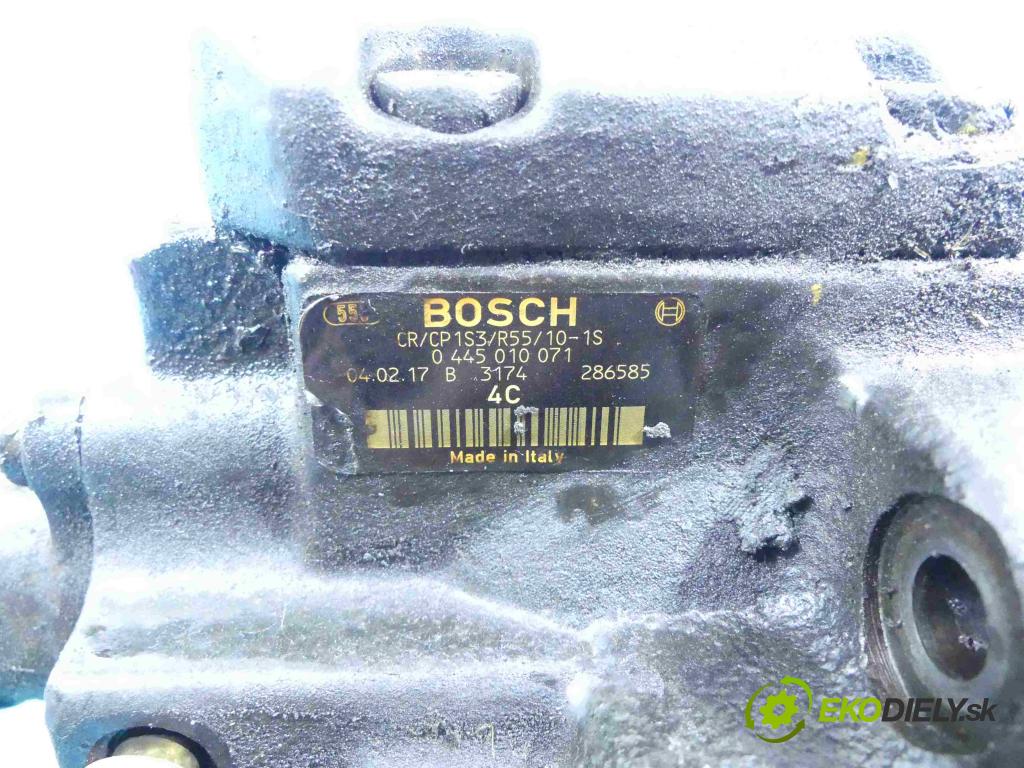 BOSCH
CR/CP1S3/R55/10-1S
0 445 010 071
04.02.17 B 3174 286585
4C
Made in Italy
EKODIELY.sk